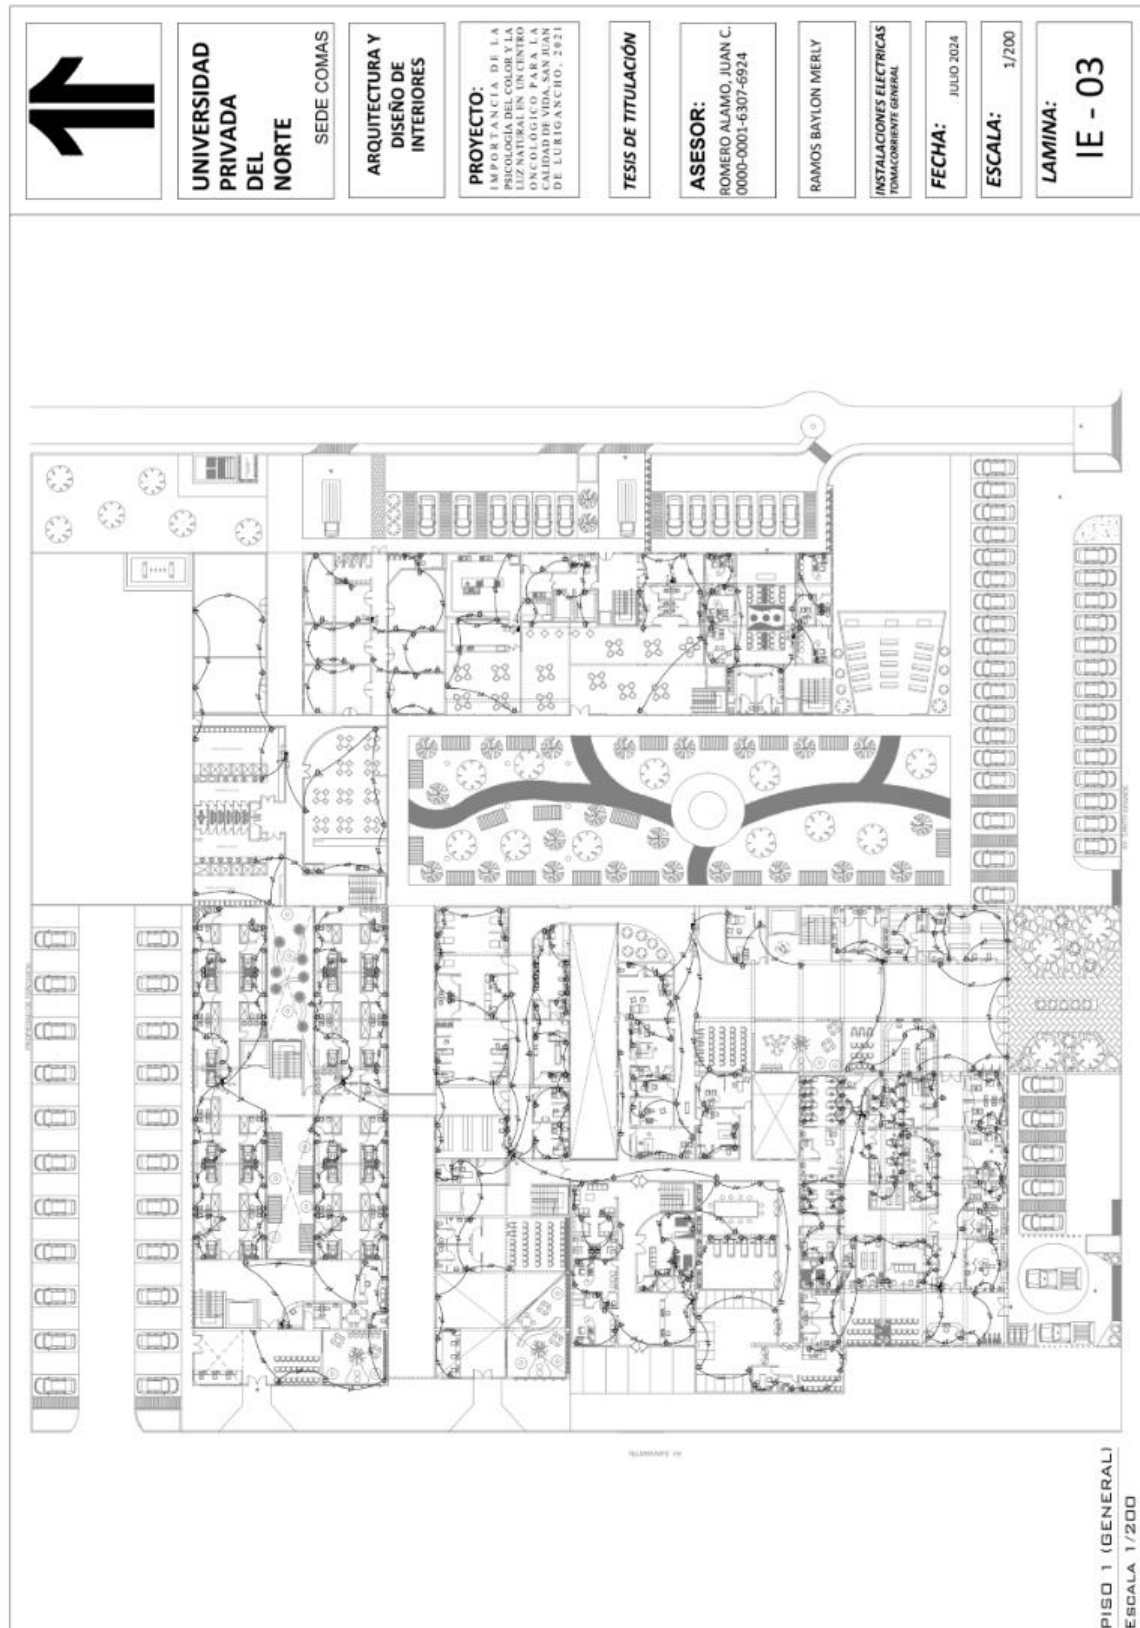 UNIVERSIDAD
PRIVADA
DEL
NORTE
SEDE COMAS
ARQUITECTURA Y
DISEÑO DE
INTERIORES
PROYECTO:
IMPORTANCIA DE LA
PSICOLOGÍA DEL COLOR Y LA
LUZ NATURAL EN UN CENTRO
ONCOLÓGICO PARA LA
CALIDAD DE VIDA, SAN JUAN
DE LURIGANCHO, 2021
TESIS DE TITULACIÓN
ASESOR:
ROMERO ALAMO, JUAN C.
0000-0001-6307-6924
RAMOS BAYLON MERLY
INSTALACIONES ELECTRICAS
TOMACORRIENTE GENERAL
FECHA:
JULIO 2024
ESCALA:
1/200
LAMINA:
IE - 03
PISO 1 (GENERAL)
ESCALA 1/200